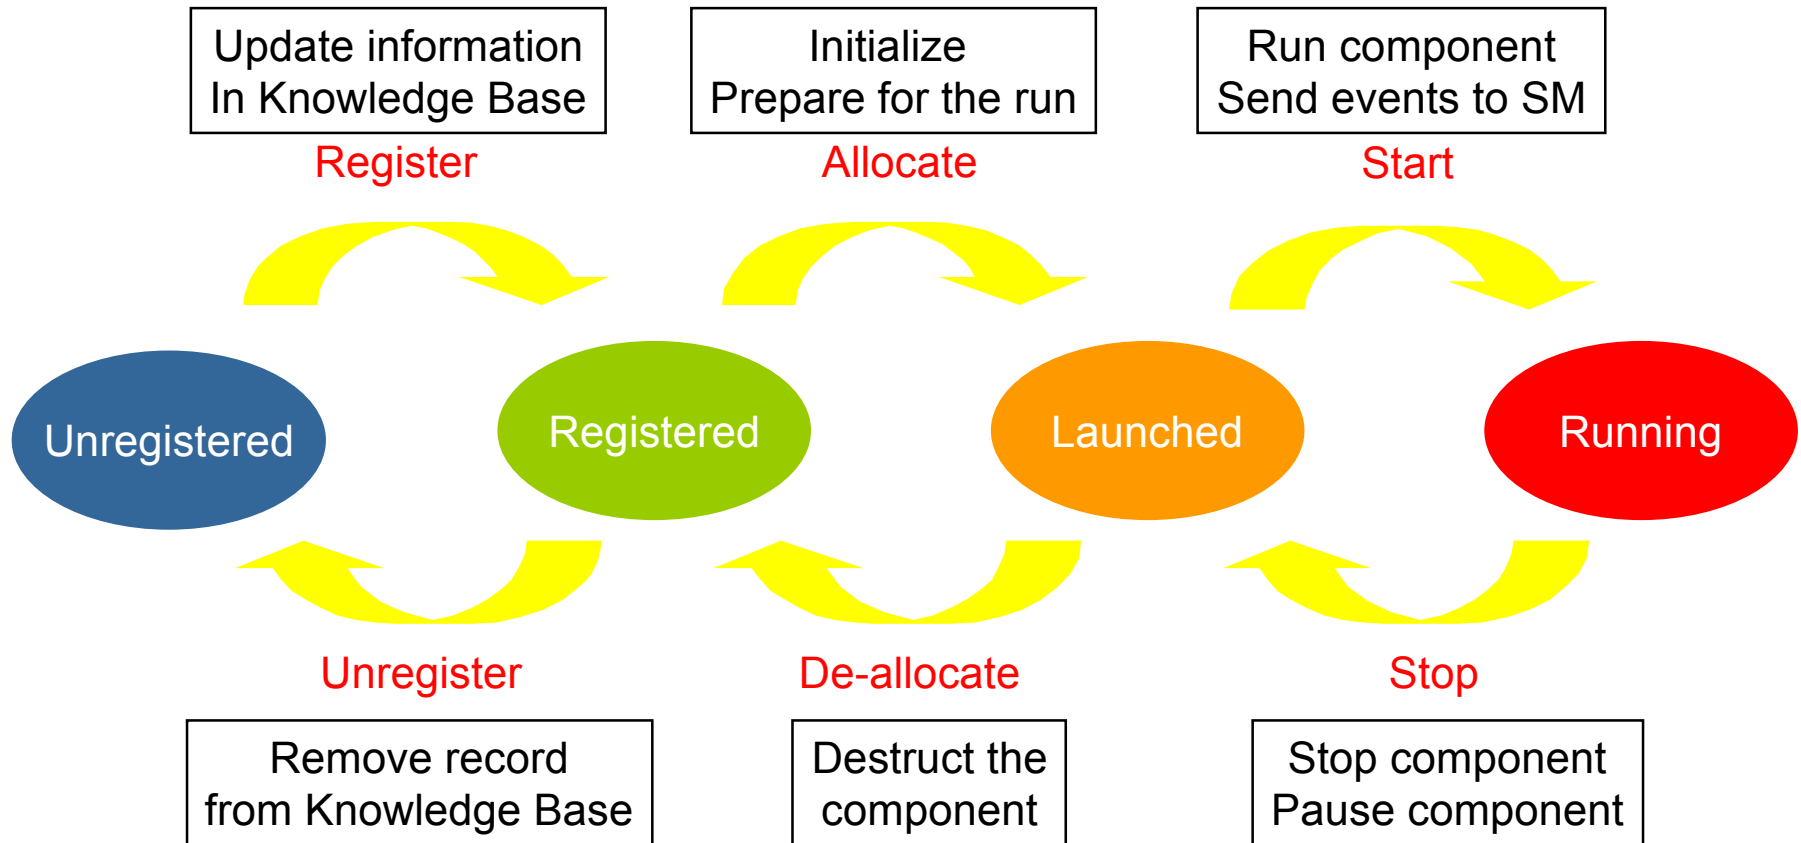 Update information
In Knowledge Base
Initialize
Prepare for the run
Run component
Send events to SM
Register
Allocate
Start
Unregistered
Registered
Launched
Running
Unregister
De-allocate
Stop
Remove record
from Knowledge Base
Destruct the
component
Stop component
Pause component